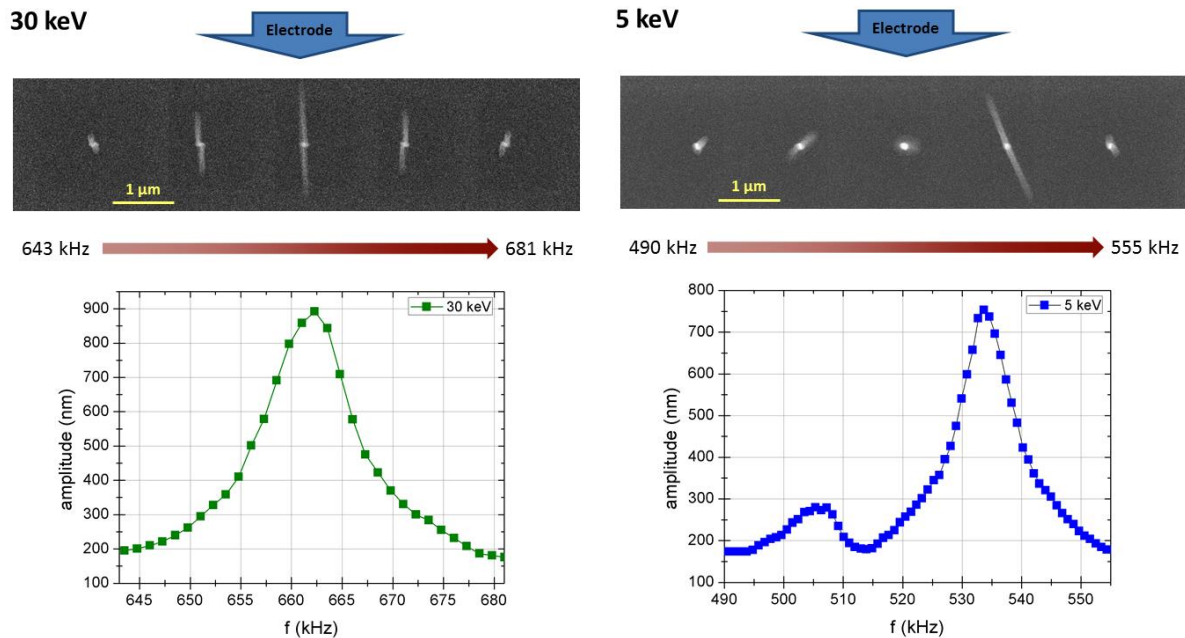 30 keV
Electrode
1 µm
643 kHz
681 kHz
900
800
700
600
500
400
300
200
100
amplitude (nm)
30 keV
645 650 655 660 665 670 675 680
f (kHz)
5 keV
Electrode
1 µm
490 kHz
555 kHz
800
700
600
500
400
300
200
100
amplitude (nm)
5 keV
490 500 510 520 530 540 550
f (kHz)